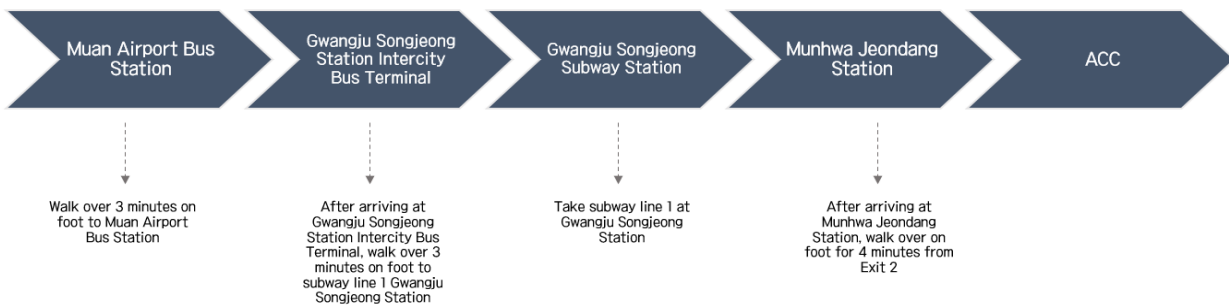 Muan Airport Bus
Station
Gwangju Songjeong
Station Intercity
Bus Terminal
Gwangju Songjeong
Subway Station
Munhwa Jeondang
Station
ACC
Walk over 3 minutes on
foot to Muan Airport
Bus Station
After arriving at
Gwangju Songjeong
Station Intercity Bus
Terminal, walk over 3
minutes on foot to
subway line 1 Gwangju
Songjeong Station
Take subway line 1 at
Gwangju Songjeong
Station
After arriving at
Munhwa Jeondang
Station, walk over on
foot for 4 minutes from
Exit 2